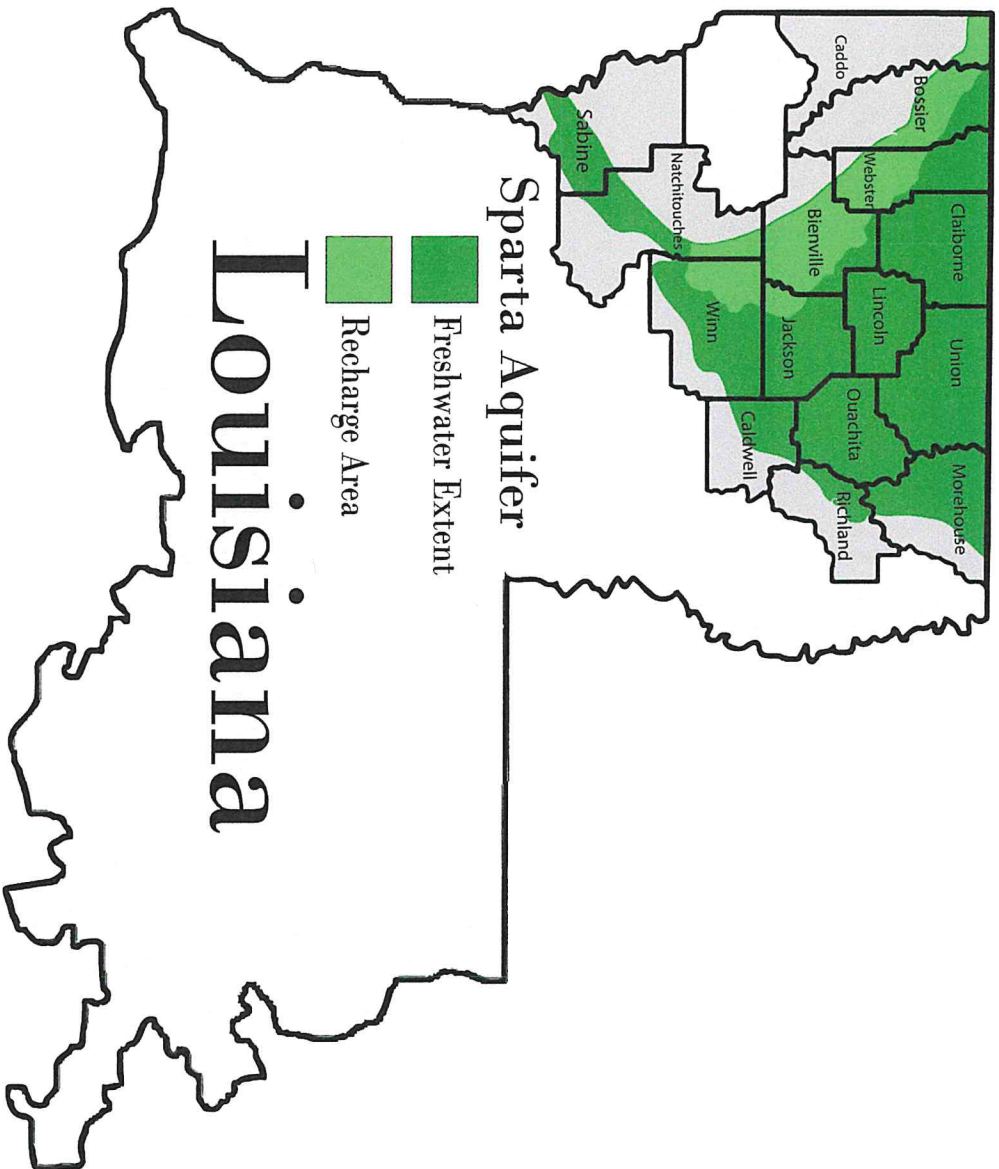 Caddo
Bossier
Webster
Claiborne
Bienville
Lincoln
Union
Jackson
Ouachita
Morehouse
Winn
Caldwell
Richland
Natchitouches
Sabine
Sparta Aquifer
Freshwater Extent
Recharge Area
Louisiana